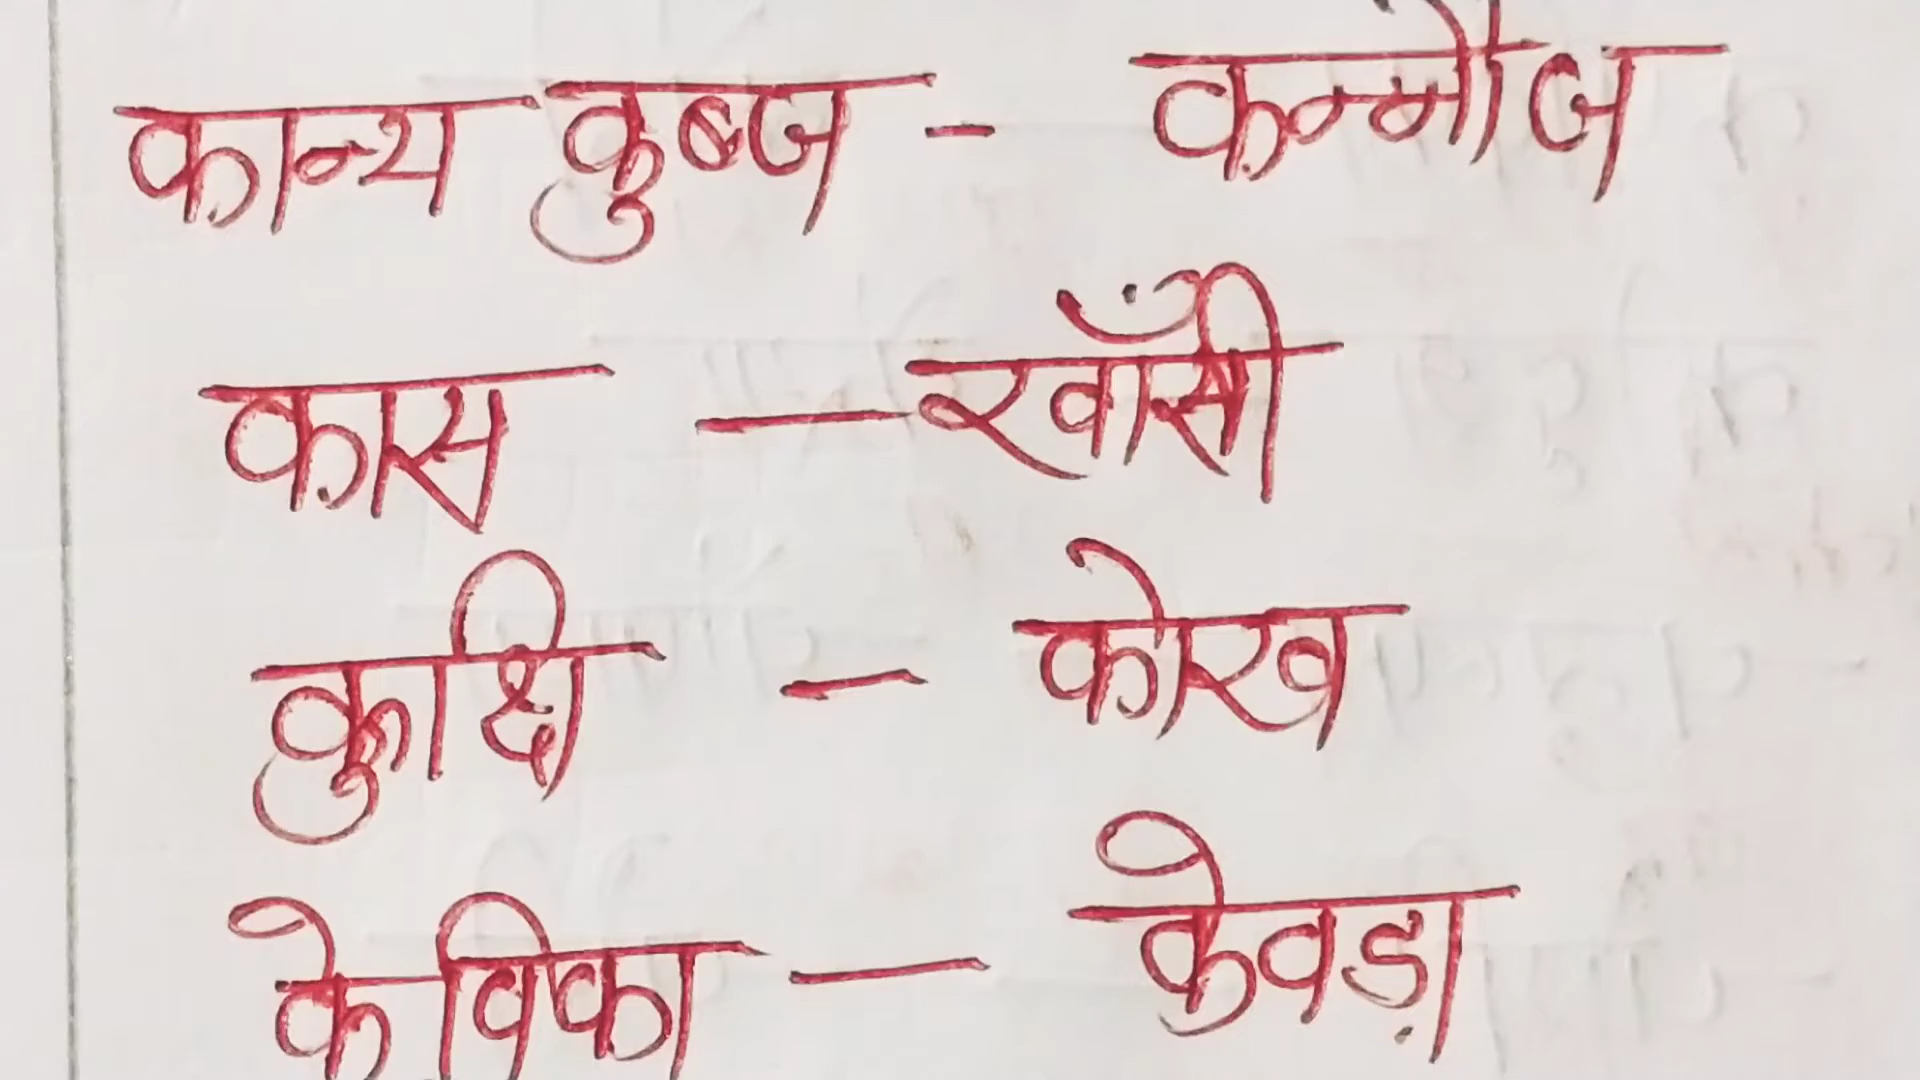 कान्य कुब्ज - कन्नौज
कास — खाँसी
कुक्षि - कोख
केविका — केवड़ा